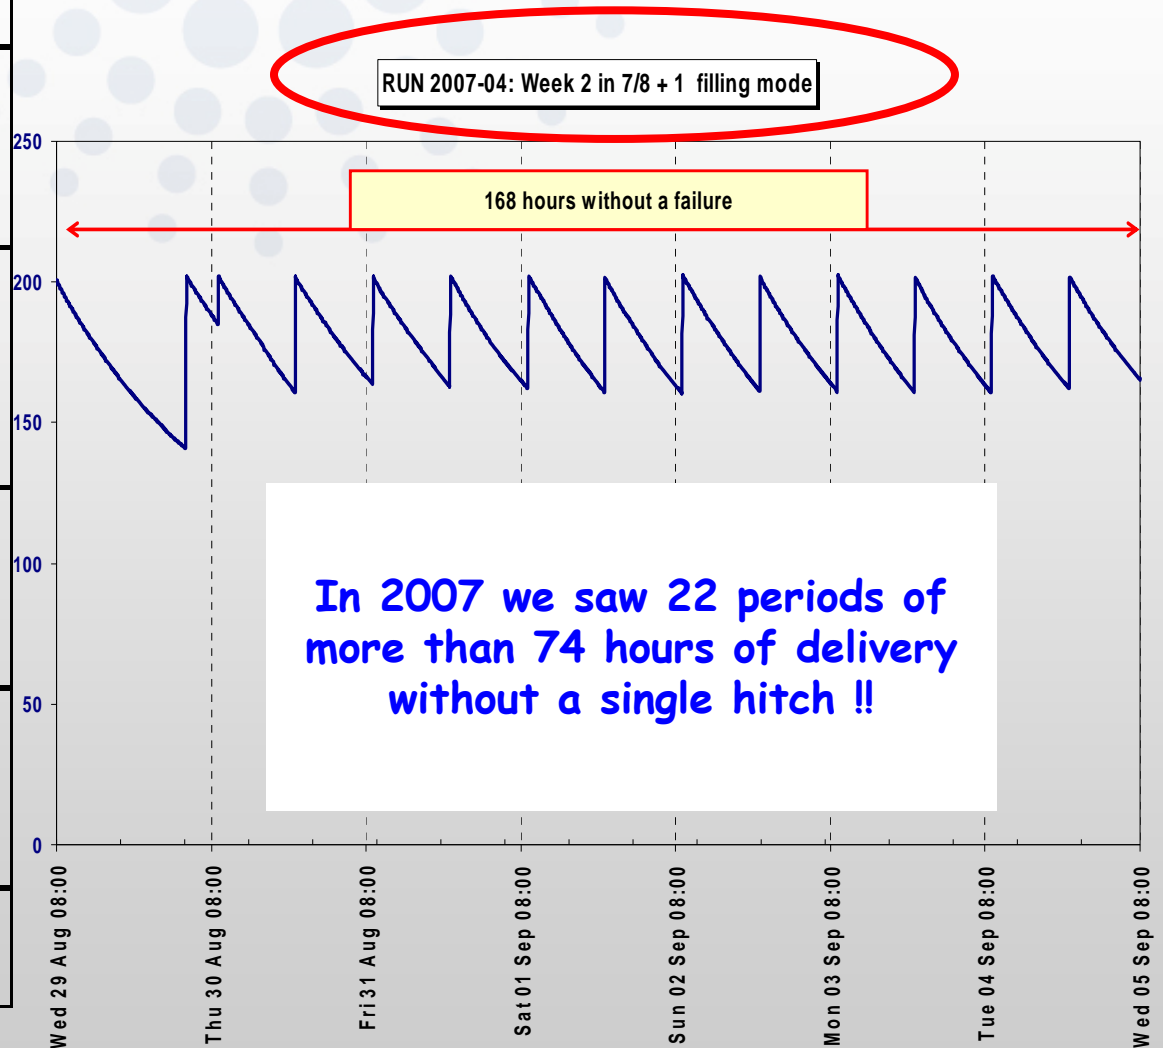 RUN 2007-04: Week 2 in 7/8 + 1 filling mode
250
168 hours without a failure
200
150
100
In 2007 we saw 22 periods of
more than 74 hours of delivery
without a single hitch !!
50
0
Wed 29 Aug 08:00
Thu 30 Aug 08:00
Fri 31 Aug 08:00
Sat 01 Sep 08:00
Sun 02 Sep 08:00
Mon 03 Sep 08:00
Tue 04 Sep 08:00
Wed 05 Sep 08:00